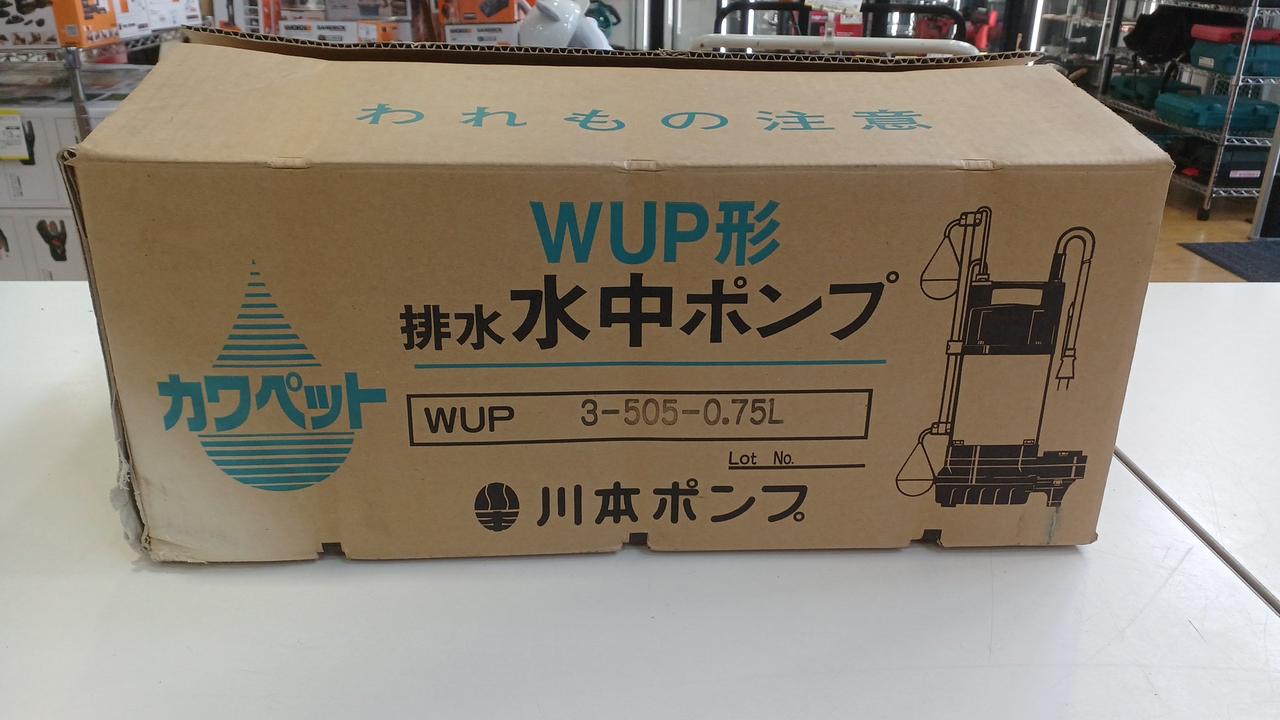 われもの注意
WUP形
排水水中ポンプ
カワペット
WUP 3-505-0.75L
Lot No.
川本ポンプ